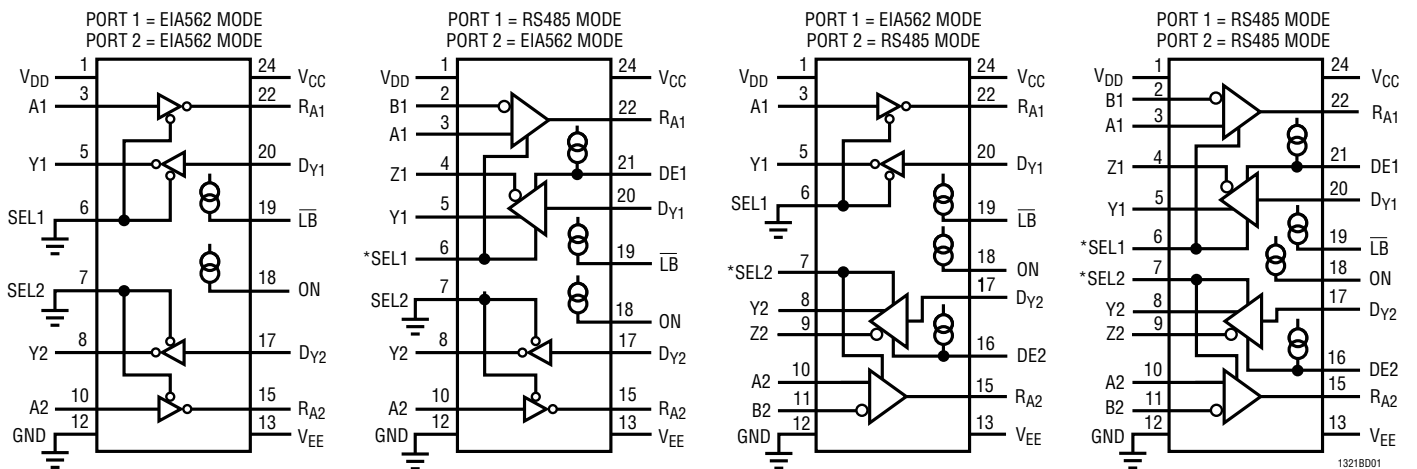 PORT 1 = EIA562 MODE
PORT 2 = EIA562 MODE
VDD 1 24 VCC
A1 3 22 RA1
Y1 5 20 DY1
SEL1 6 19 LB
18 ON
SEL2 7
Y2 8 17 DY2
A2 10 15 RA2
GND 12 13 VEE
PORT 1 = RS485 MODE
PORT 2 = EIA562 MODE
VDD 1 24 VCC
B1 2
22 RA1
A1 3
Z1 4 21 DE1
20 DY1
Y1 5
*SEL1 6 19 LB
SEL2 7
18 ON
Y2 8 17 DY2
A2 10 15 RA2
GND 12 13 VEE
PORT 1 = EIA562 MODE
PORT 2 = RS485 MODE
VDD 1 24 VCC
A1 3 22 RA1
Y1 5 20 DY1
SEL1 6 19 LB
18 ON
*SEL2 7
17 DY2
Y2 8
Z2 9
16 DE2
A2 10
15 RA2
B2 11
GND 12 13 VEE
PORT 1 = RS485 MODE
PORT 2 = RS485 MODE
VDD 1 24 VCC
B1 2
22 RA1
A1 3
Z1 4 21 DE1
20 DY1
Y1 5
*SEL1 6 19 LB
*SEL2 7 18 ON
Y2 8 17 DY2
Z2 9
16 DE2
A2 10
15 RA2
B2 11
GND 12 13 VEE
1321BD01